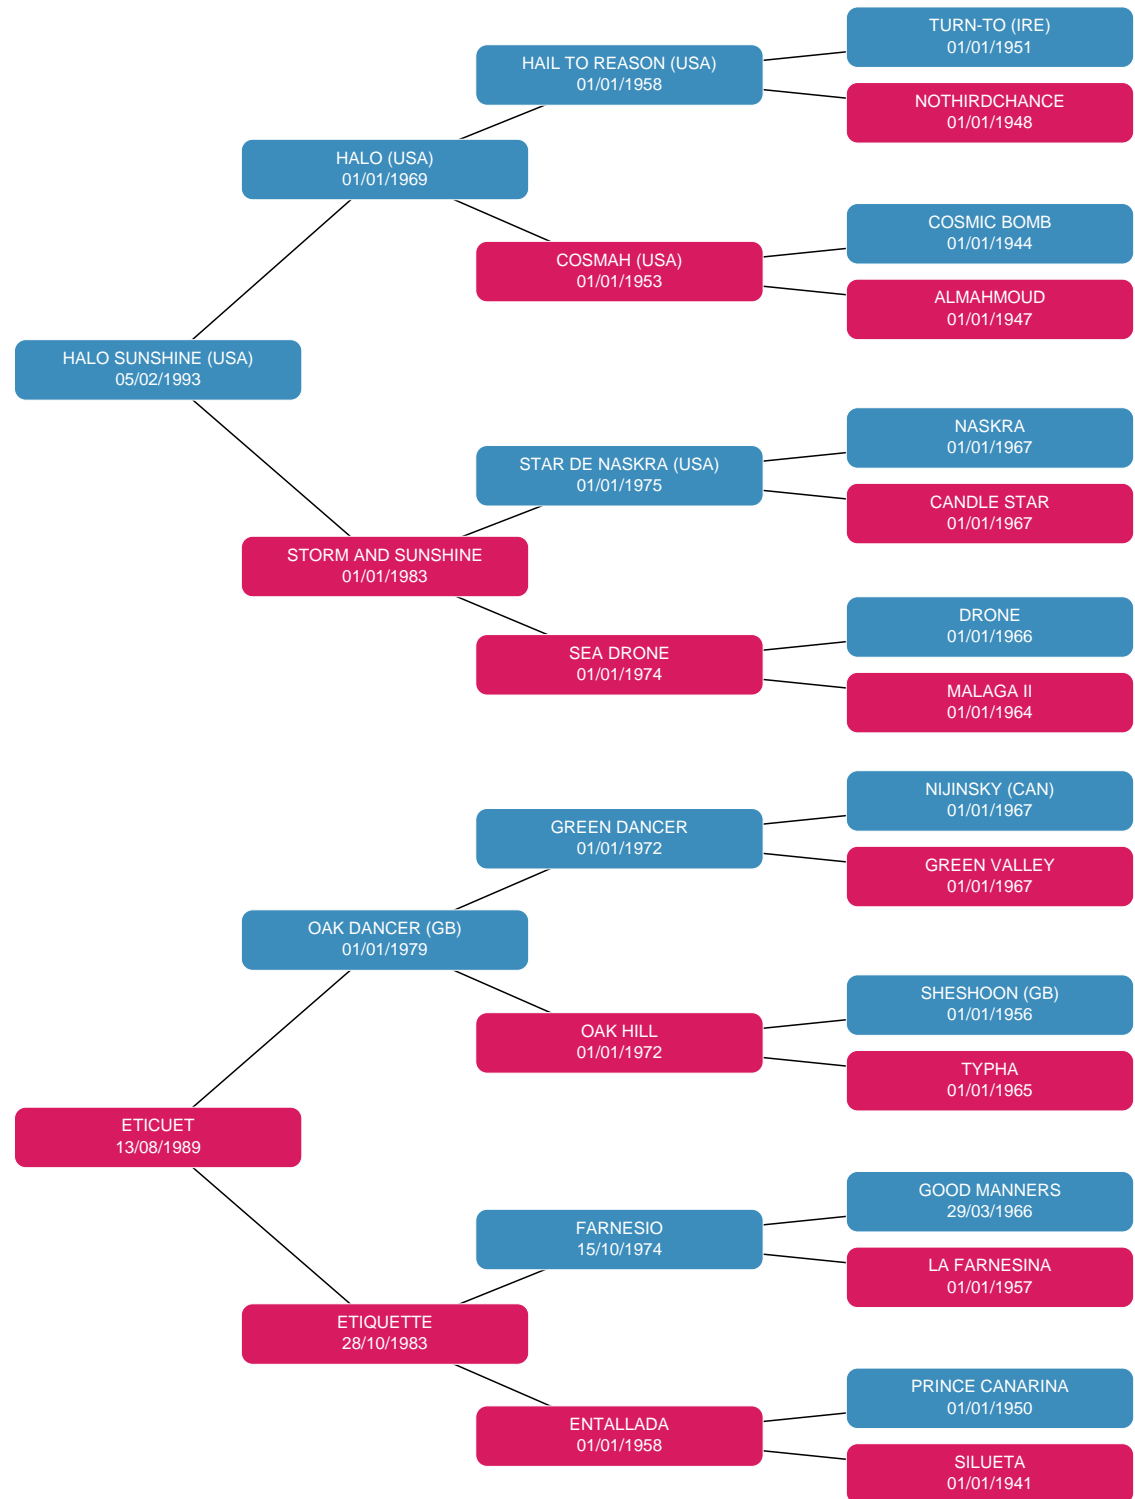 TURN-TO (IRE)
01/01/1951
HAIL TO REASON (USA)
01/01/1958
NOTHIRDCHANCE
01/01/1948
HALO (USA)
01/01/1969
COSMIC BOMB
01/01/1944
COSMAH (USA)
01/01/1953
ALMAHMOUD
01/01/1947
HALO SUNSHINE (USA)
05/02/1993
NASKRA
01/01/1967
STAR DE NASKRA (USA)
01/01/1975
CANDLE STAR
01/01/1967
STORM AND SUNSHINE
01/01/1983
DRONE
01/01/1966
SEA DRONE
01/01/1974
MALAGA II
01/01/1964
NIJINSKY (CAN)
01/01/1967
GREEN DANCER
01/01/1972
GREEN VALLEY
01/01/1967
OAK DANCER (GB)
01/01/1979
SHESHOON (GB)
01/01/1956
OAK HILL
01/01/1972
TYPHA
01/01/1965
ETICUET
13/08/1989
GOOD MANNERS
29/03/1966
FARNESIO
15/10/1974
LA FARNESINA
01/01/1957
ETIQUETTE
28/10/1983
PRINCE CANARINA
01/01/1950
ENTALLADA
01/01/1958
SILUETA
01/01/1941